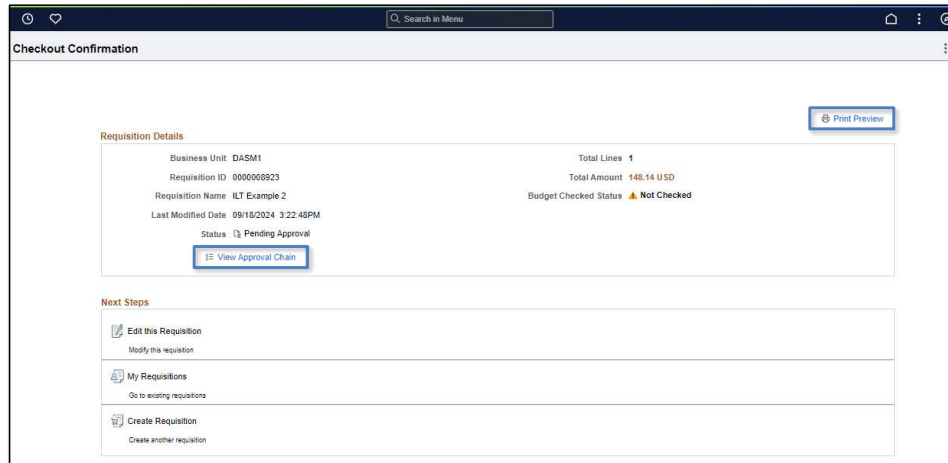 Search in Menu
Checkout Confirmation
Print Preview
Requisition Details
Business Unit DASM1
Total Lines 1
Requisition ID 0000008923
Total Amount 148.14 USD
Requisition Name ILT Example 2
Budget Checked Status Not Checked
Last Modified Date 09/18/2024 3:22:48PM
Status Pending Approval
View Approval Chain
Next Steps
Edit this Requisition
Modify this requisition
My Requisitions
Go to existing requisitions
Create Requisition
Create another requisition